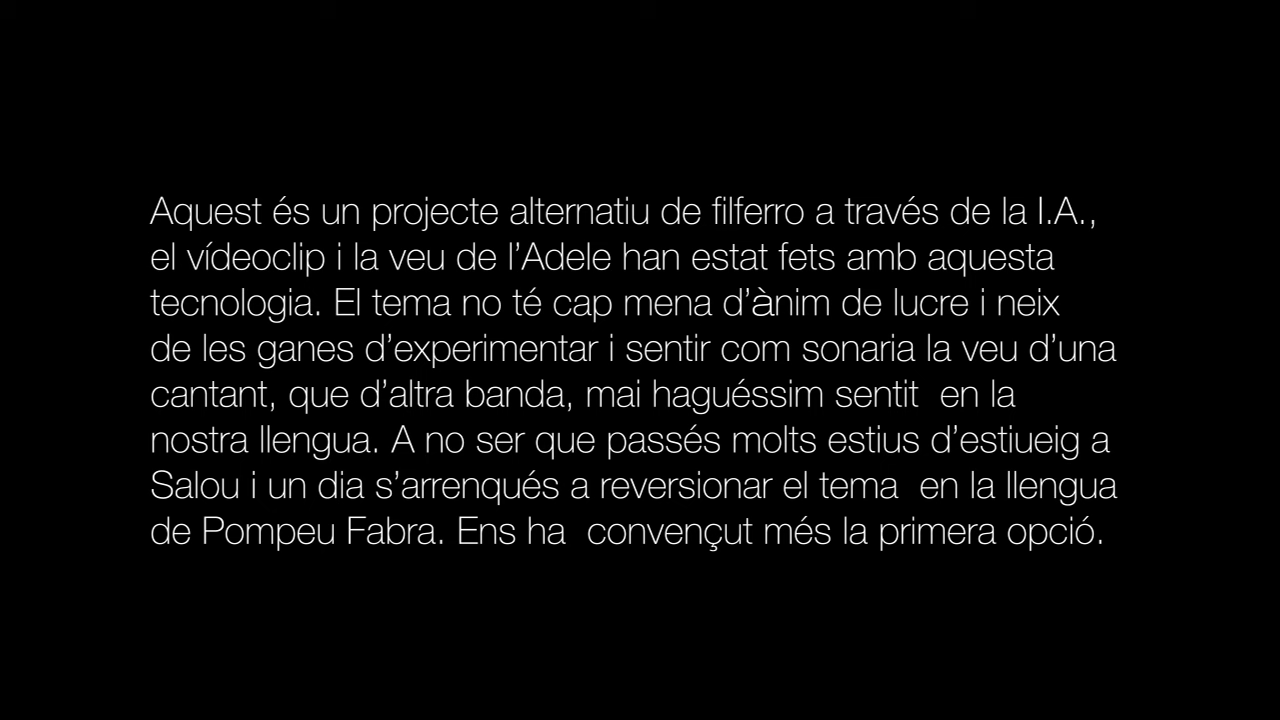 Aquest és un projecte alternatiu de filferro a través de la I.A.,
el vídeoclip i la veu de l’Adele han estat fets amb aquesta
tecnologia. El tema no té cap mena d’ànim de lucre i neix
de les ganes d’experimentar i sentir com sonaria la veu d’una
cantant, que d’altra banda, mai haguéssim sentit  en la
nostra llengua. A no ser que passés molts estius d’estiueig a
Salou i un dia s’arrenqués a reversionar el tema  en la llengua
de Pompeu Fabra. Ens ha  convençut més la primera opció.